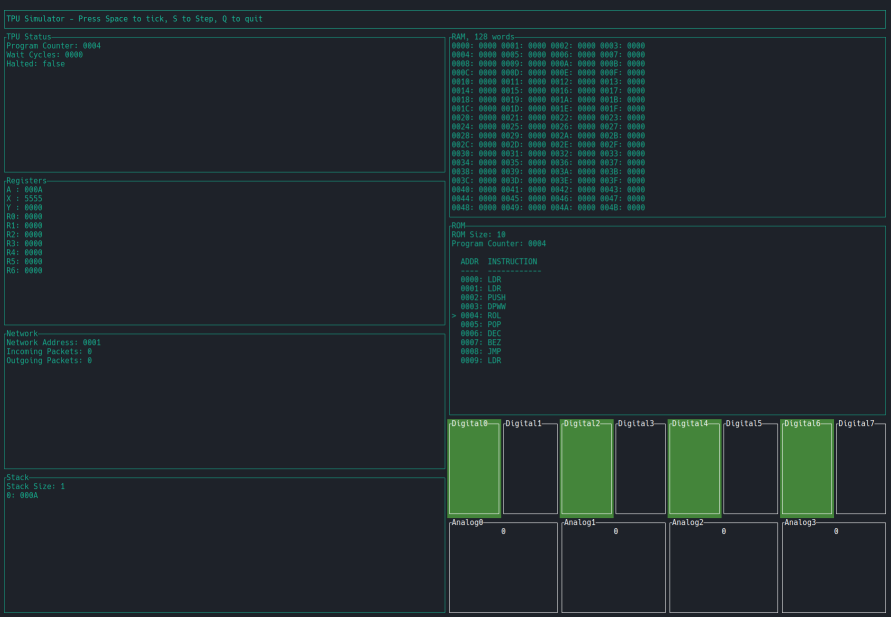 TPU Simulator – Press Space to tick, S to Step, Q to quit
TPU Status
Program Counter: 0004
Wait Cycles: 0000
Halted: false
Registers
A : 000A
X : 5555
Y : 0000
R0: 0000
R1: 0000
R2: 0000
R3: 0000
R4: 0000
R5: 0000
R6: 0000
Network
Network Address: 0001
Incoming Packets: 0
Outgoing Packets: 0
Stack
Stack Size: 1
0: 000A
RAM, 128 words
0000: 0000 0001: 0000 0002: 0000 0003: 0000
0004: 0000 0005: 0000 0006: 0000 0007: 0000
0008: 0000 0009: 0000 000A: 0000 000B: 0000
000C: 0000 000D: 0000 000E: 0000 000F: 0000
0010: 0000 0011: 0000 0012: 0000 0013: 0000
0014: 0000 0015: 0000 0016: 0000 0017: 0000
0018: 0000 0019: 0000 001A: 0000 001B: 0000
001C: 0000 001D: 0000 001E: 0000 001F: 0000
0020: 0000 0021: 0000 0022: 0000 0023: 0000
0024: 0000 0025: 0000 0026: 0000 0027: 0000
0028: 0000 0029: 0000 002A: 0000 002B: 0000
002C: 0000 002D: 0000 002E: 0000 002F: 0000
0030: 0000 0031: 0000 0032: 0000 0033: 0000
0034: 0000 0035: 0000 0036: 0000 0037: 0000
0038: 0000 0039: 0000 003A: 0000 003B: 0000
003C: 0000 003D: 0000 003E: 0000 003F: 0000
0040: 0000 0041: 0000 0042: 0000 0043: 0000
0044: 0000 0045: 0000 0046: 0000 0047: 0000
0048: 0000 0049: 0000 004A: 0000 004B: 0000
ROM
ROM Size: 10
Program Counter: 0004
ADDR INSTRUCTION
---- ------------
0000: LDR
0001: LDR
0002: PUSH
0003: DPWW
> 0004: ROL
0005: POP
0006: DEC
0007: BEZ
0008: JMP
0009: LDR
Digital0 Digital1 Digital2 Digital3 Digital4 Digital5 Digital6 Digital7
Analog0 Analog1 Analog2 Analog3
0 0 0 0